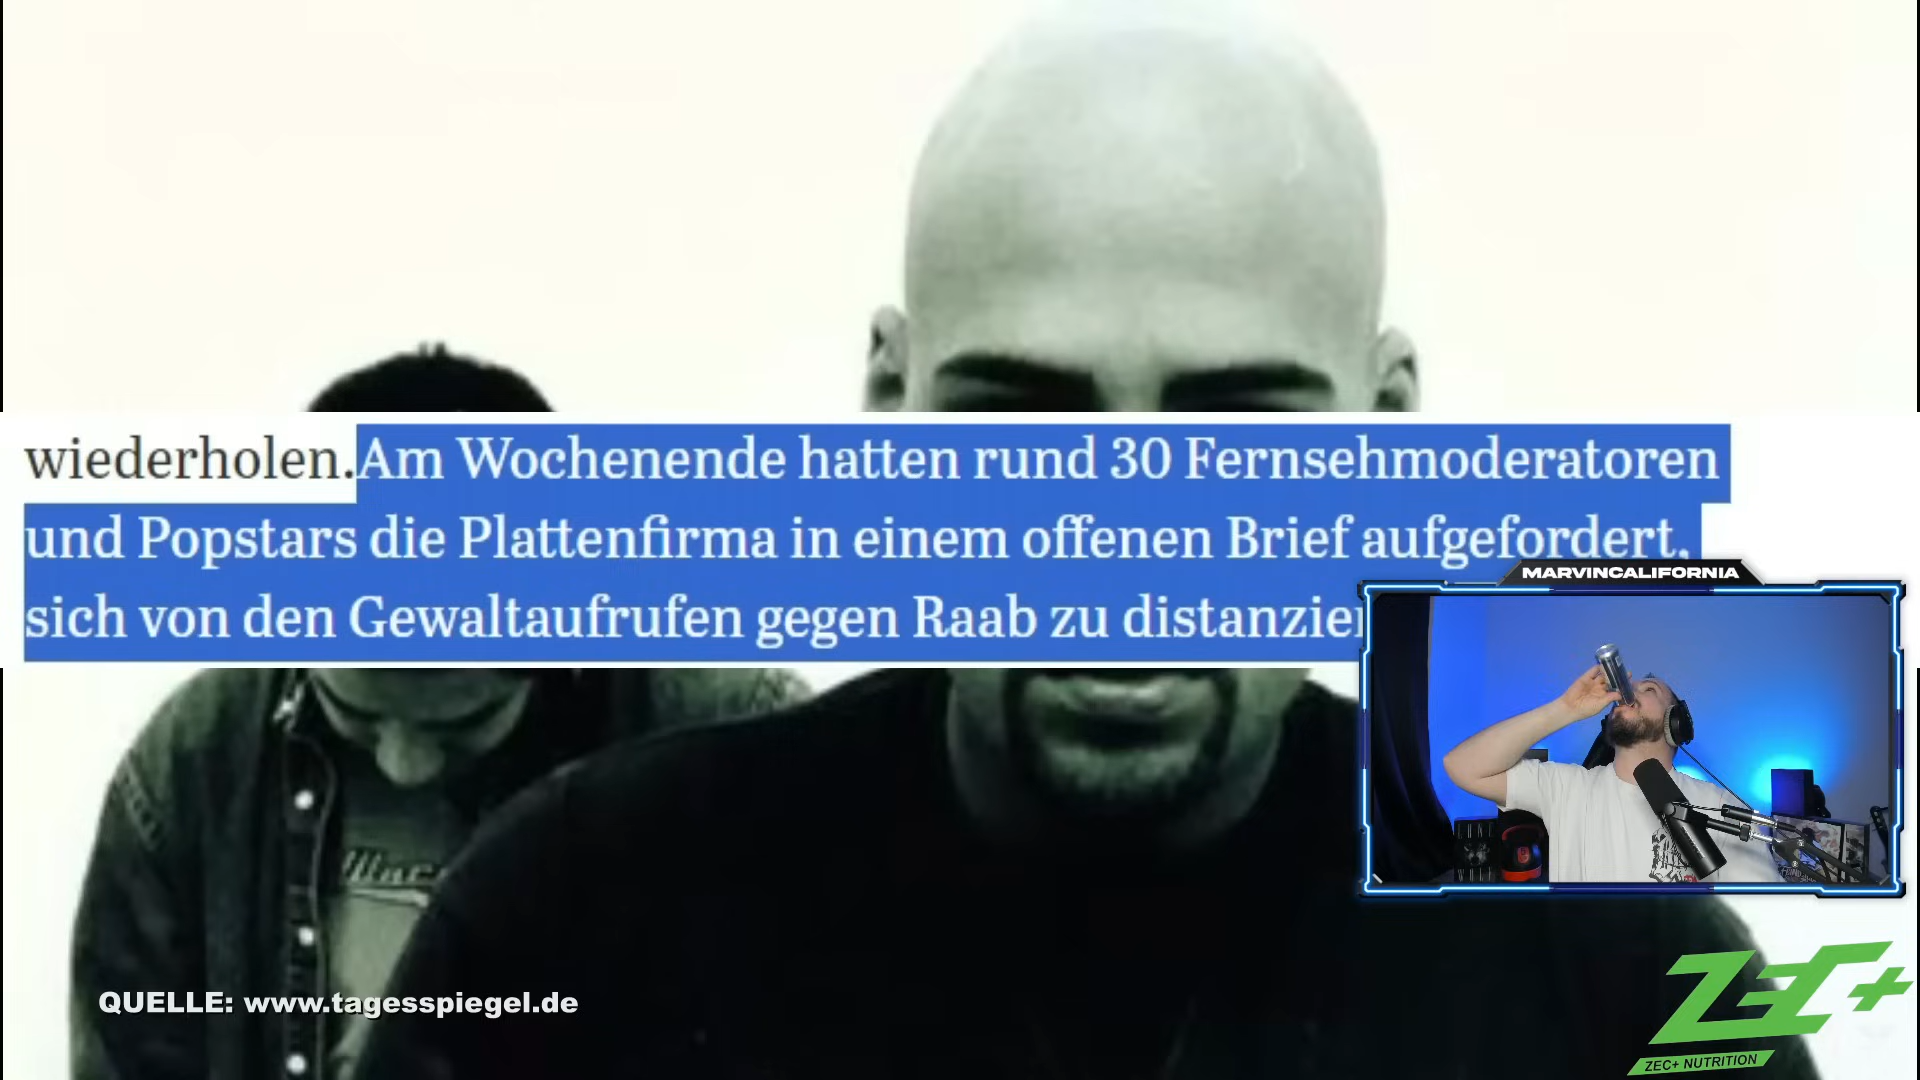 wiederholen. Am Wochenende hatten rund 30 Fernsehmoderatoren
und Popstars die Plattenfirma in einem offenen Brief aufgefordert,
sich von den Gewaltaufrufen gegen Raab zu
MARVINCALIFORNIA
QUELLE: www.tagesspiegel.de
ZEC+
ZEC+ NUTRITION